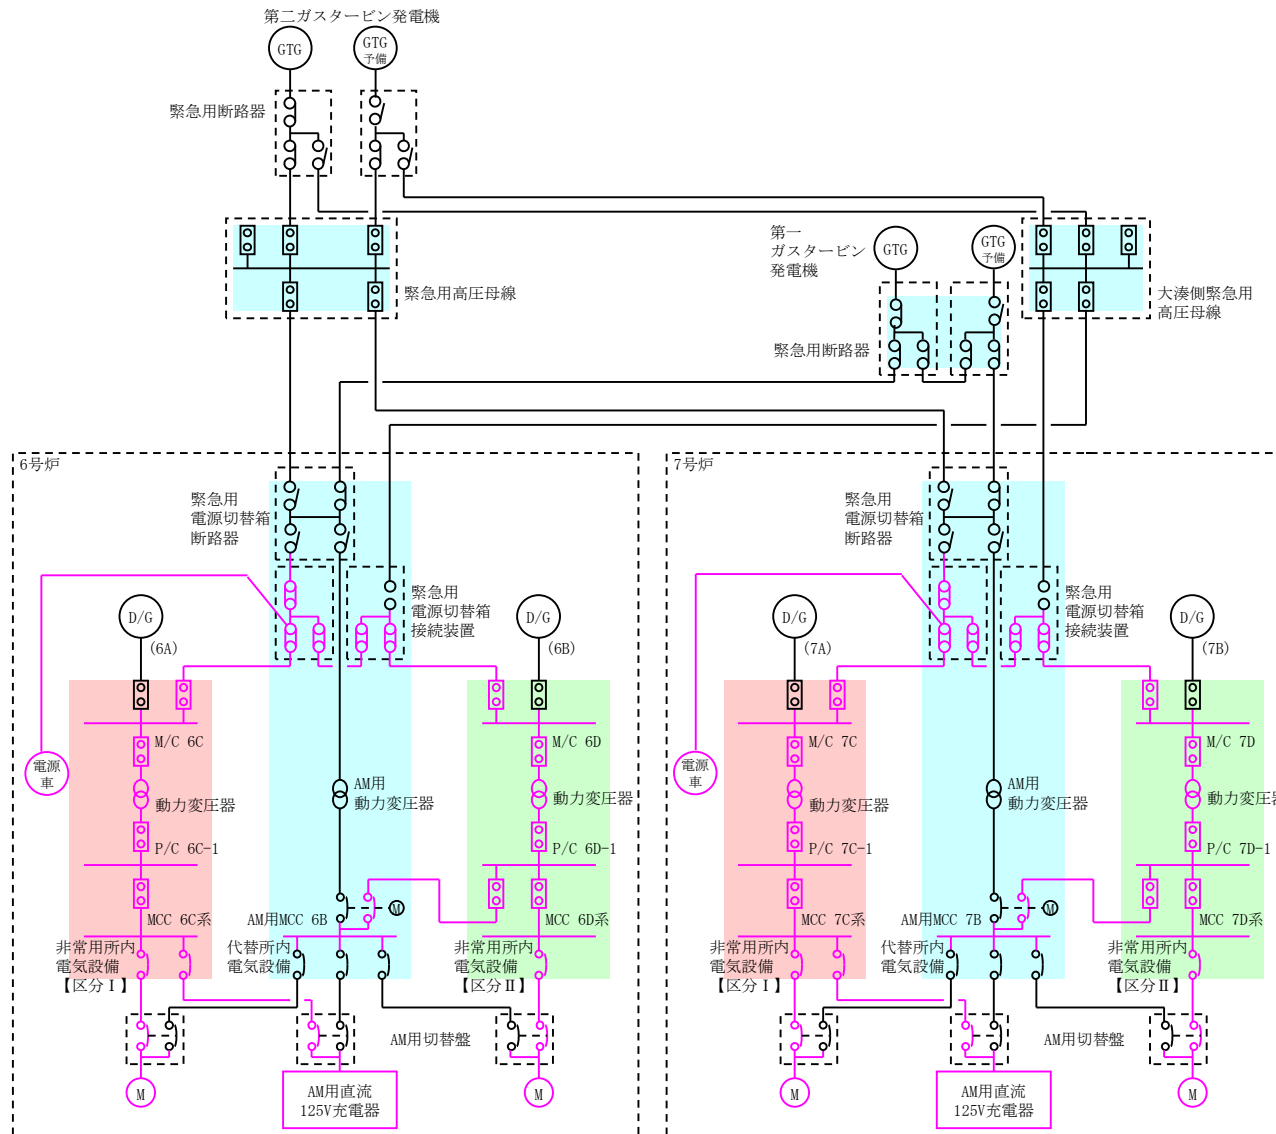 第二ガスタービン発電機
GTG
GTG
予備
緊急用断路器
緊急用高圧母線
第一
ガスタービン
発電機
GTG
GTG
予備
緊急用断路器
大湊側緊急用
高圧母線
6号炉
緊急用
電源切替箱
断路器
緊急用
電源切替箱
接続装置
D/G
(6A)
D/G
(6B)
電源
車
M/C 6C
動力変圧器
P/C 6C-1
MCC 6C系
AM用
動力変圧器
AM用MCC 6B
M
M/C 6D
動力変圧器
P/C 6D-1
MCC 6D系
非常用所内
電気設備
【区分Ⅰ】
代替所内
電気設備
非常用所内
電気設備
【区分Ⅱ】
AM用切替盤
M
AM用直流
125V充電器
M
7号炉
緊急用
電源切替箱
断路器
緊急用
電源切替箱
接続装置
D/G
(7A)
D/G
(7B)
電源
車
M/C 7C
動力変圧器
P/C 7C-1
MCC 7C系
AM用
動力変圧器
AM用MCC 7B
M
M/C 7D
動力変圧器
P/C 7D-1
MCC 7D系
非常用所内
電気設備
【区分Ⅰ】
代替所内
電気設備
非常用所内
電気設備
【区分Ⅱ】
AM用切替盤
M
AM用直流
125V充電器
M